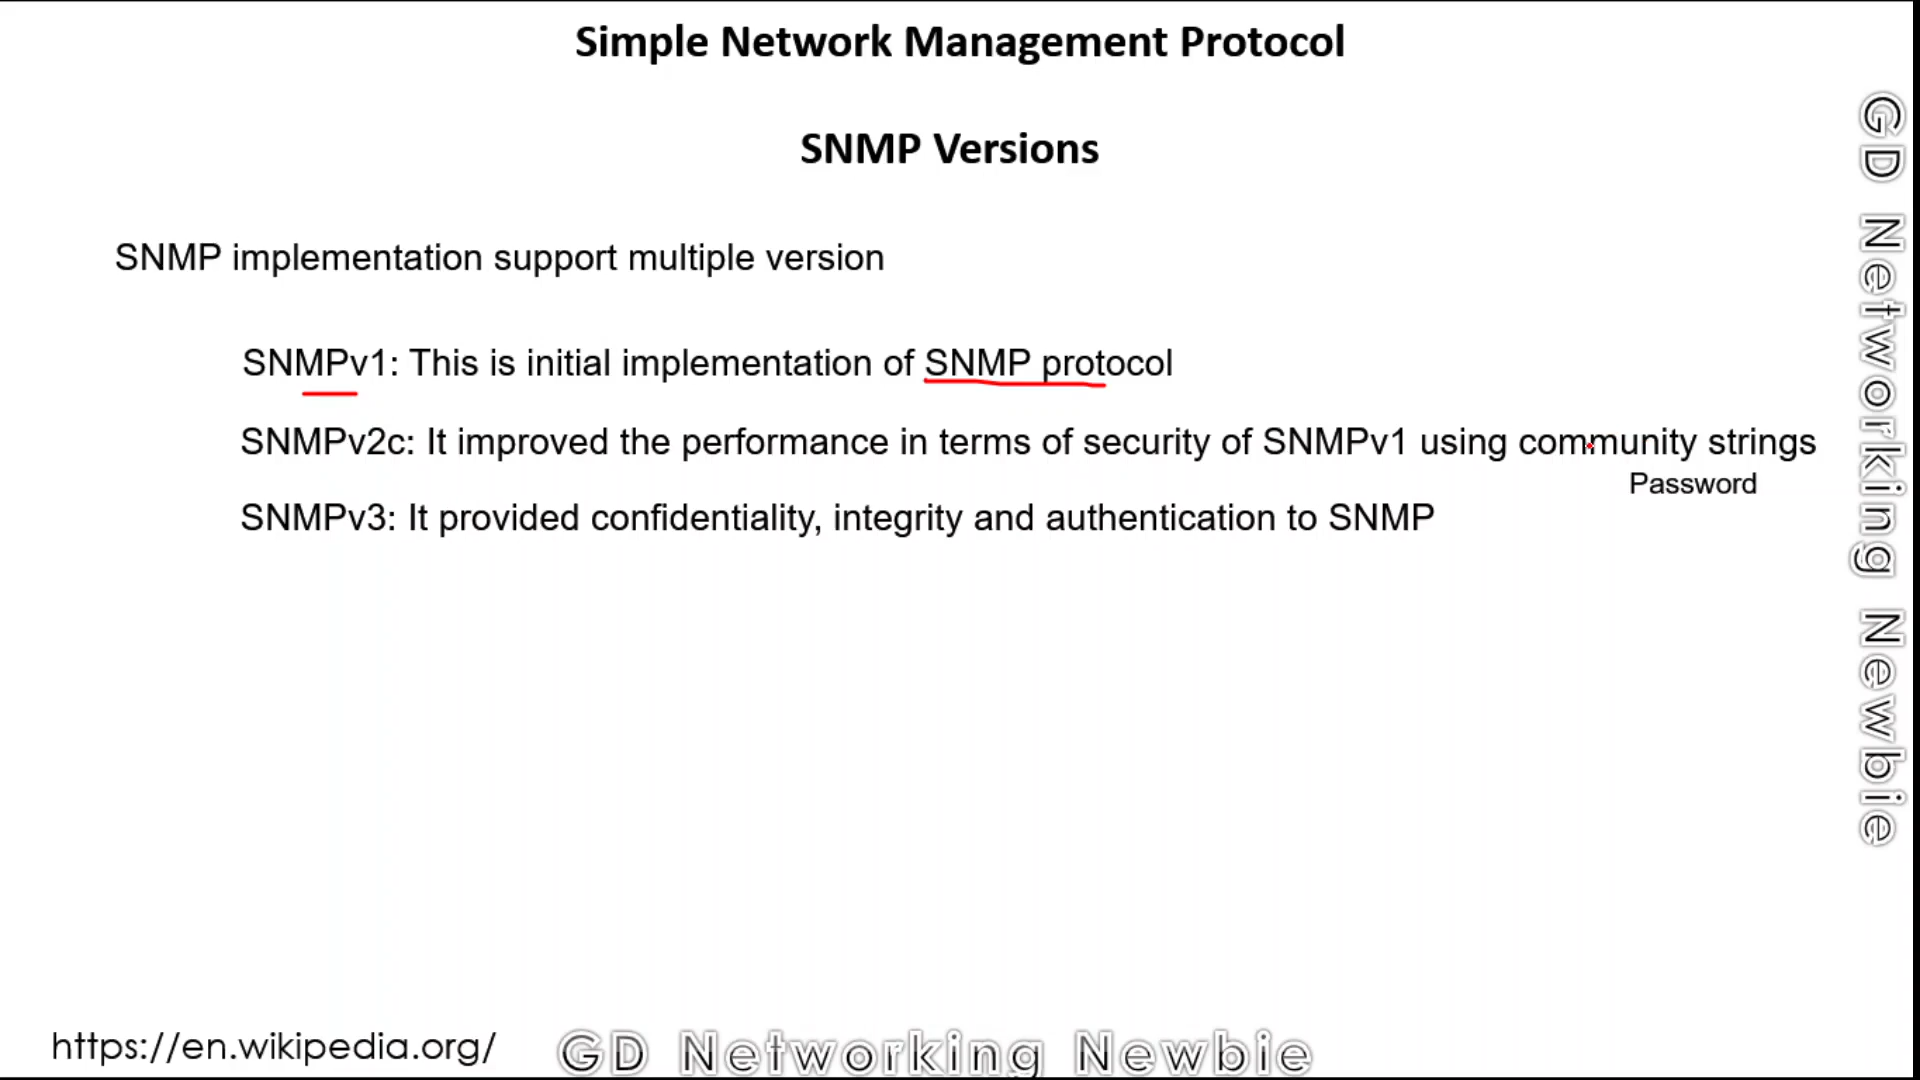 Simple Network Management Protocol
SNMP Versions
SNMP implementation support multiple version
SNMPv1: This is initial implementation of SNMP protocol
SNMPv2c: It improved the performance in terms of security of SNMPv1 using community strings
Password
SNMPv3: It provided confidentiality, integrity and authentication to SNMP
https://en.wikipedia.org/
GD Networking Newbie
GD Networking Newbie